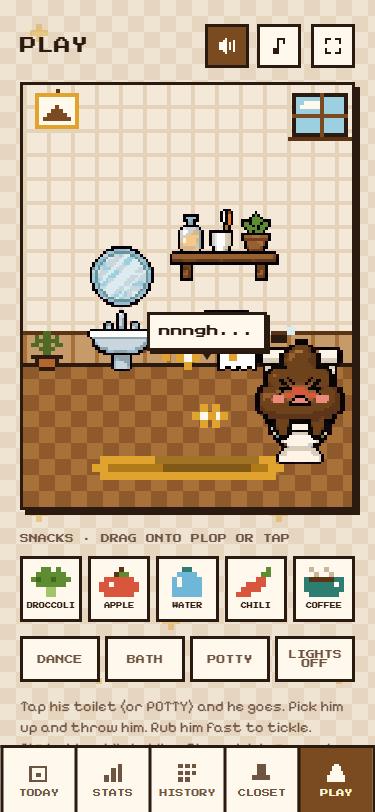 PLAY
nnngh...
SNACKS · DRAG ONTO PLOP OR TAP
DROCCOLI
APPLE
WATER
CHILI
COFFEE
DANCE
BATH
POTTY
LIGHTS
OFF
Tap his toilet (or POTTY) and he goes. Pick him
up and throw him. Rub him fast to tickle.
TODAY
STATS
HISTORY
CLOSET
PLAY